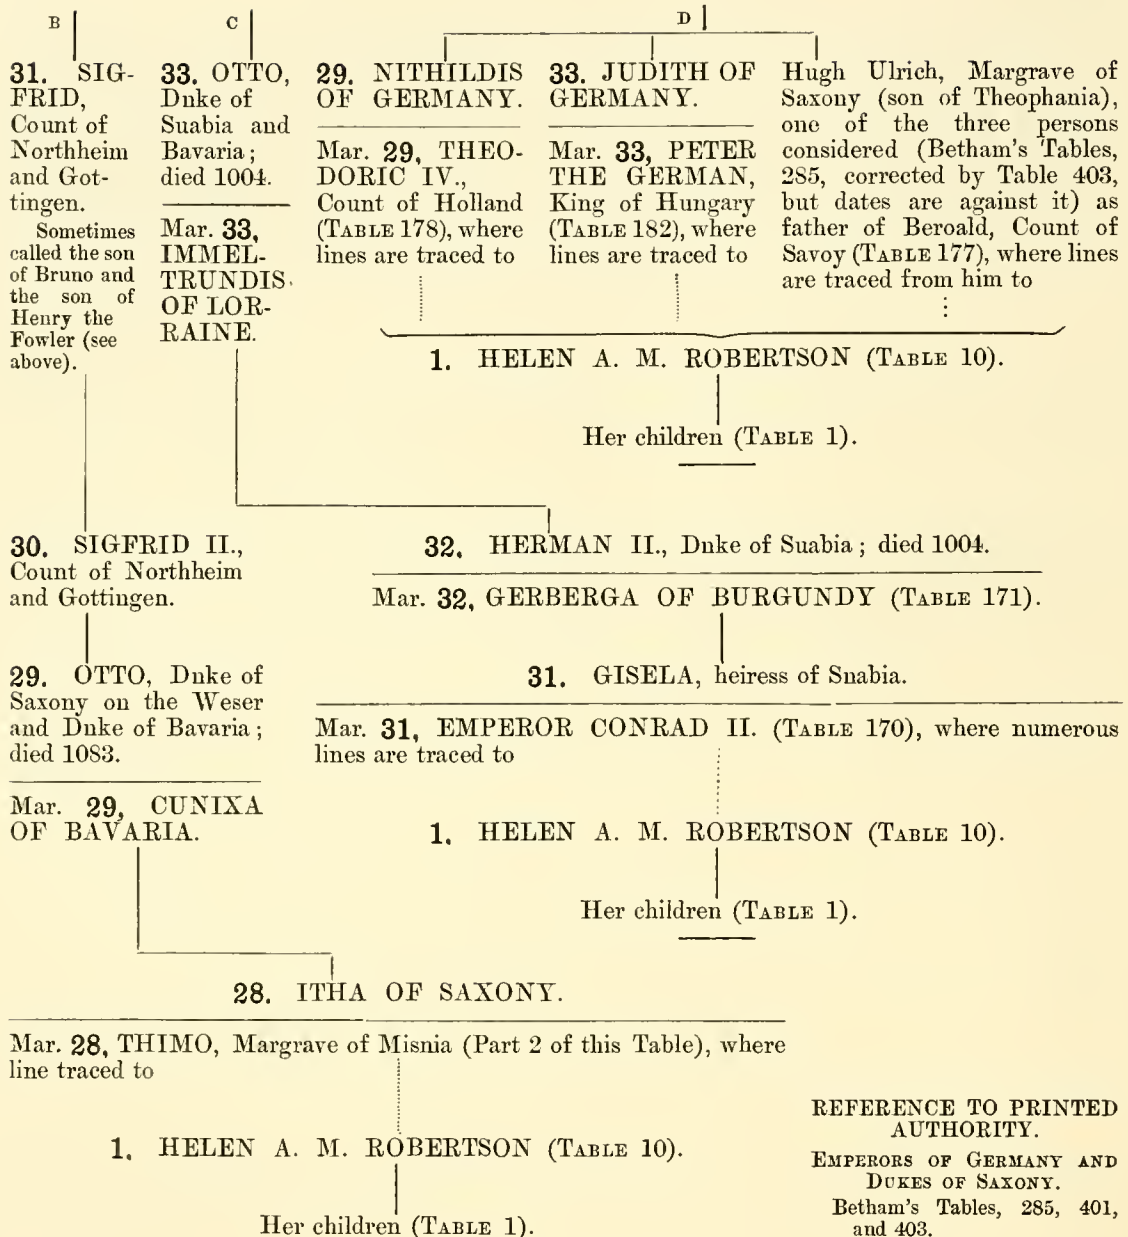 B
C
D
31. SIG-
FRID,
Count of
Northheim
and Got-
tingen.
Sometimes
called the son
of Bruno and
the son of
Henry the
Fowler (see
above).
33. OTTO,
Duke of
Suabia and
Bavaria;
died 1004.
Mar. 33,
IMMEL-
TRUNDIS
OF LOR-
RAINE.
29. NITHILDIS
OF GERMANY.
Mar. 29, THEO-
DORIC IV.,
Count of Holland
(TABLE 178), where
lines are traced to
33. JUDITH OF
GERMANY.
Mar. 33, PETER
THE GERMAN,
King of Hungary
(TABLE 182), where
lines are traced to
Hugh Ulrich, Margrave of
Saxony (son of Theophania),
one of the three persons
considered (Betham's Tables,
285, corrected by Table 403,
but dates are against it) as
father of Beroald, Count of
Savoy (TABLE 177), where lines
are traced from him to
1. HELEN A. M. ROBERTSON (TABLE 10).
Her children (TABLE 1).
30. SIGFRID II.,
Count of Northheim
and Gottingen.
32. HERMAN II., Duke of Suabia; died 1004.
Mar. 32, GERBERGA OF BURGUNDY (TABLE 171).
29. OTTO, Duke of
Saxony on the Weser
and Duke of Bavaria;
died 1083.
Mar. 29, CUNIXA
OF BAVARIA.
31. GISELA, heiress of Suabia.
Mar. 31, EMPEROR CONRAD II. (TABLE 170), where numerous
lines are traced to
1. HELEN A. M. ROBERTSON (TABLE 10).
Her children (TABLE 1).
28. ITHA OF SAXONY.
Mar. 28, THIMO, Margrave of Misnia (Part 2 of this Table), where
line traced to
1. HELEN A. M. ROBERTSON (TABLE 10).
Her children (TABLE 1).
REFERENCE TO PRINTED
AUTHORITY.
EMPERORS OF GERMANY AND
DUKES OF SAXONY.
Betham's Tables, 285, 401,
and 403.